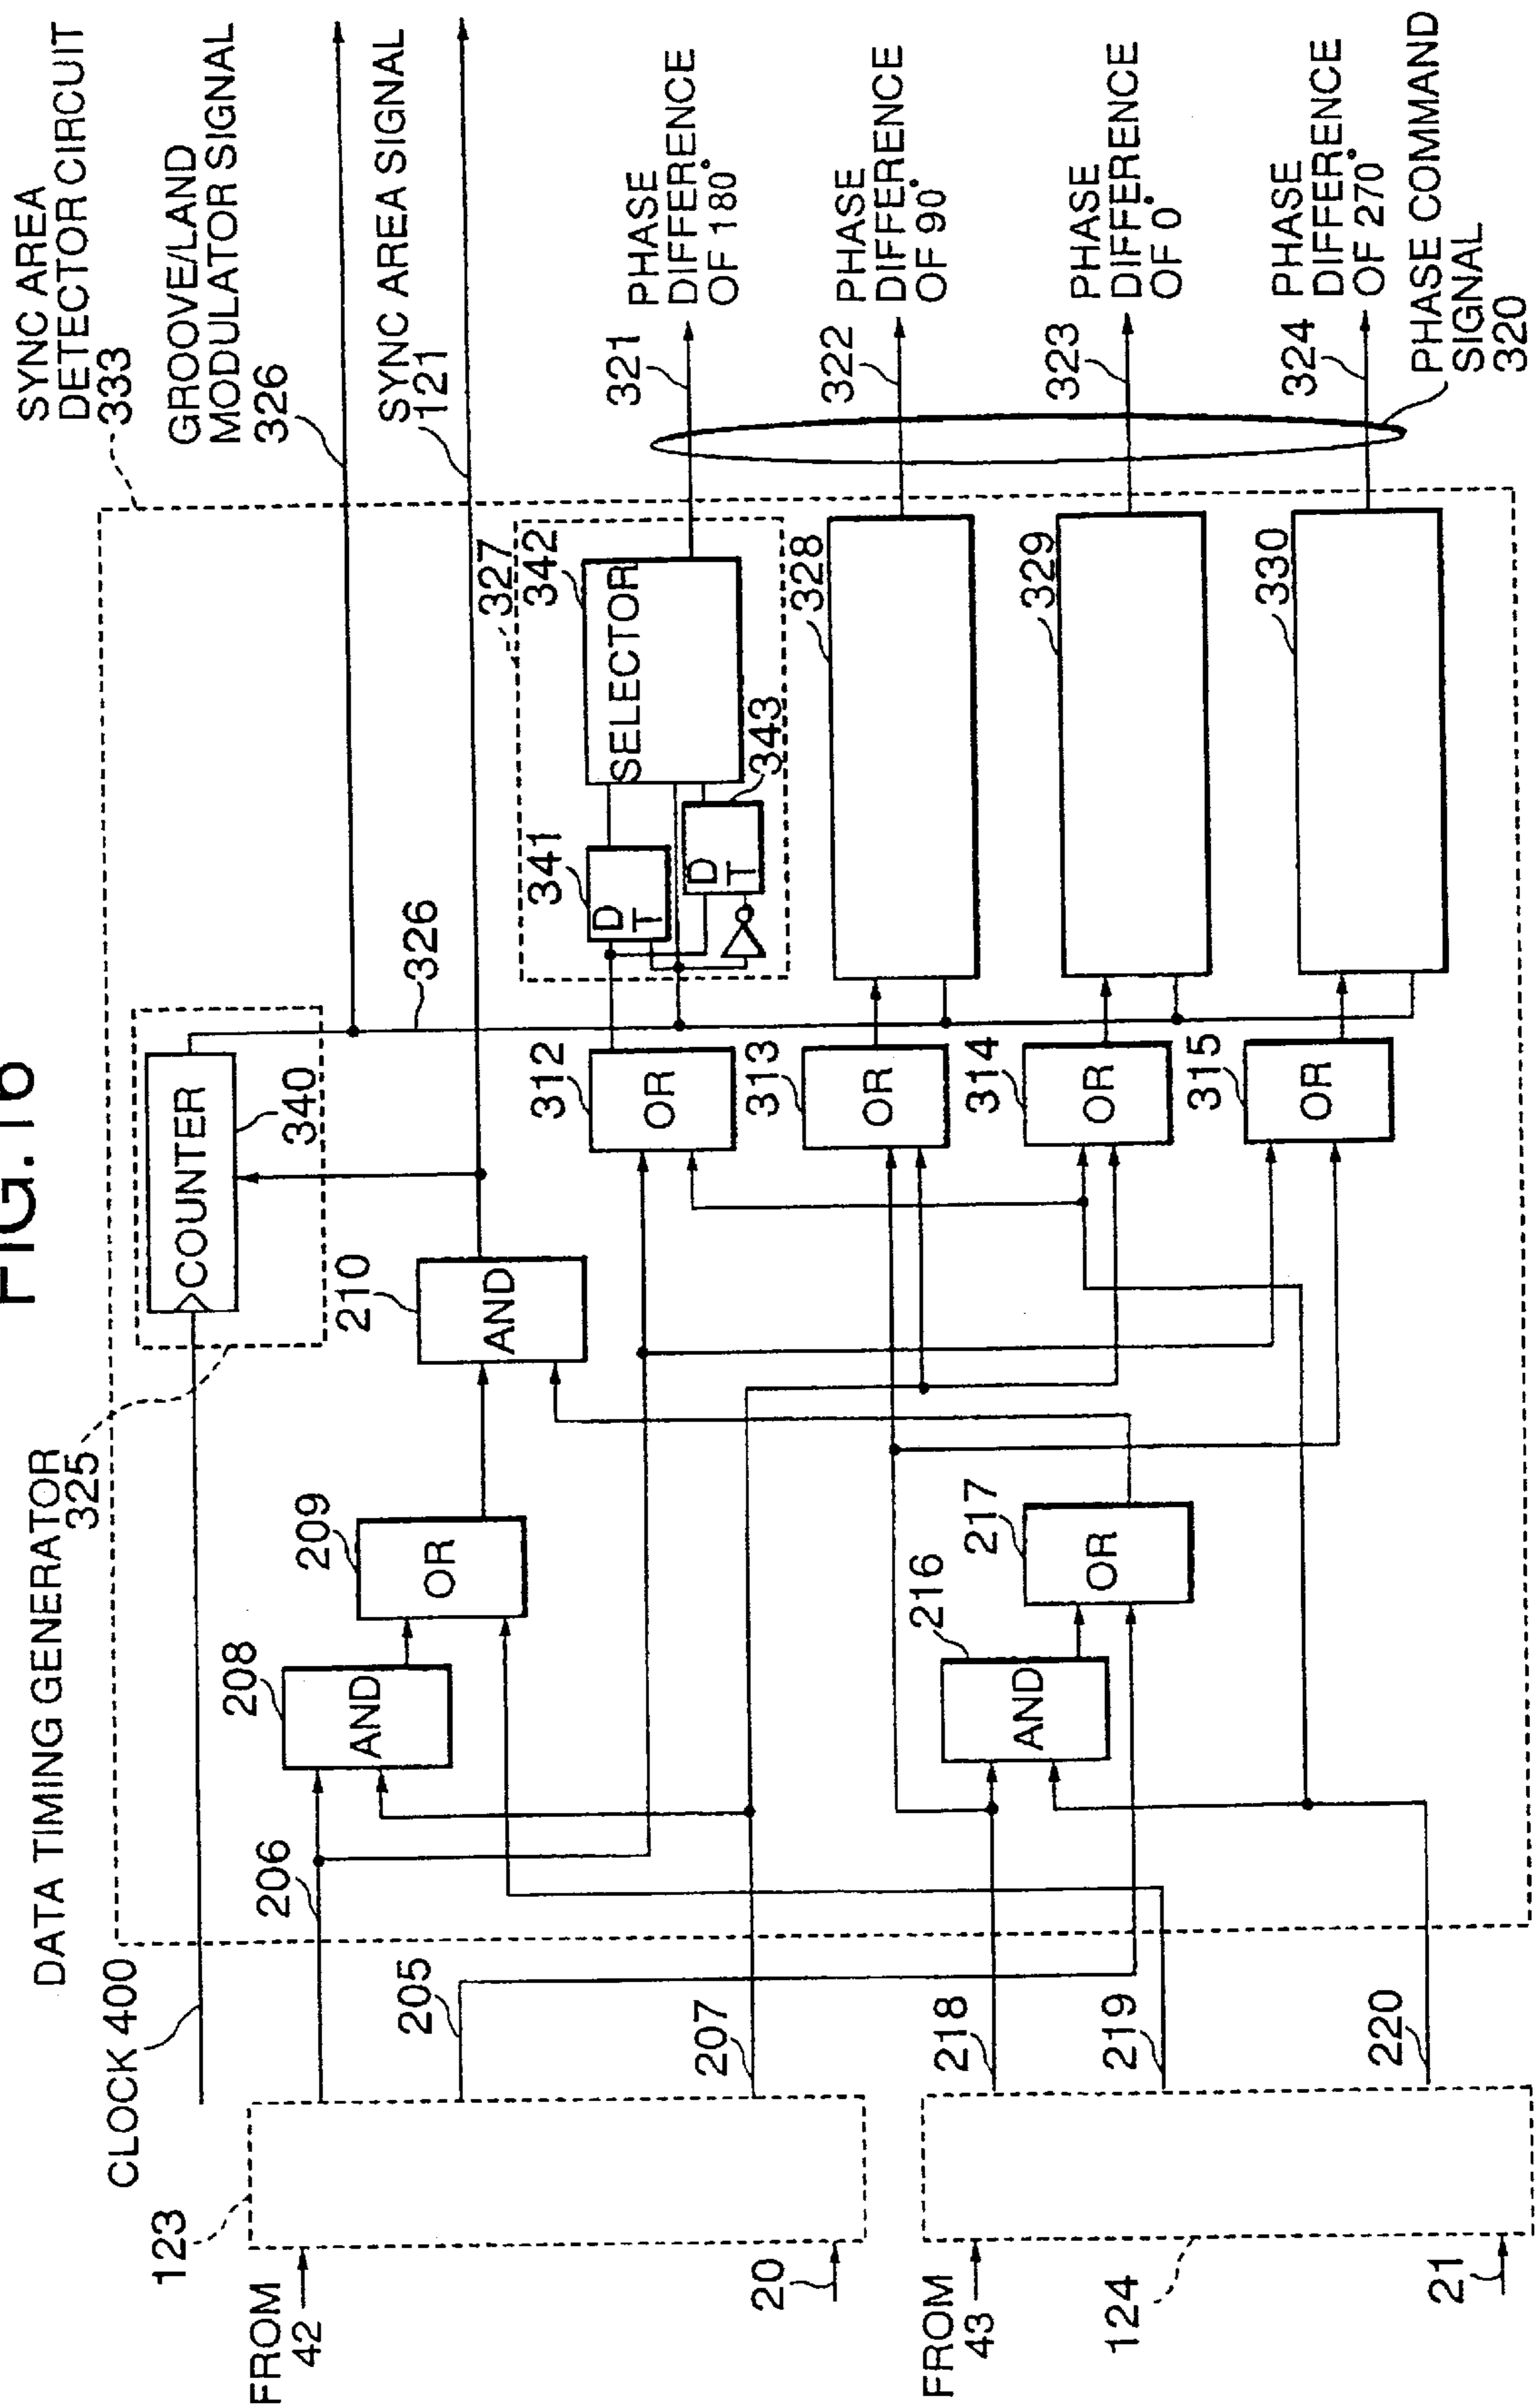 FIG. 16
SYNC AREA
DETECTOR CIRCUIT
333
GROOVE/LAND
MODULATOR SIGNAL
326
SYNC AREA SIGNAL
121
DATA TIMING GENERATOR
325
CLOCK 400
COUNTER
340
326
123
FROM
42
20
206
205
207
208
AND
209
OR
210
AND
FROM
43
124
21
218
219
220
216
AND
217
OR
312
OR
313
OR
314
OR
315
OR
327
341
D
T
343
D
T
342
SELECTOR
328
329
330
321
PHASE
DIFFERENCE
OF 180°
322
PHASE
DIFFERENCE
OF 90°
323
PHASE
DIFFERENCE
OF 0°
324
PHASE
DIFFERENCE
OF 270°
PHASE COMMAND
SIGNAL
320